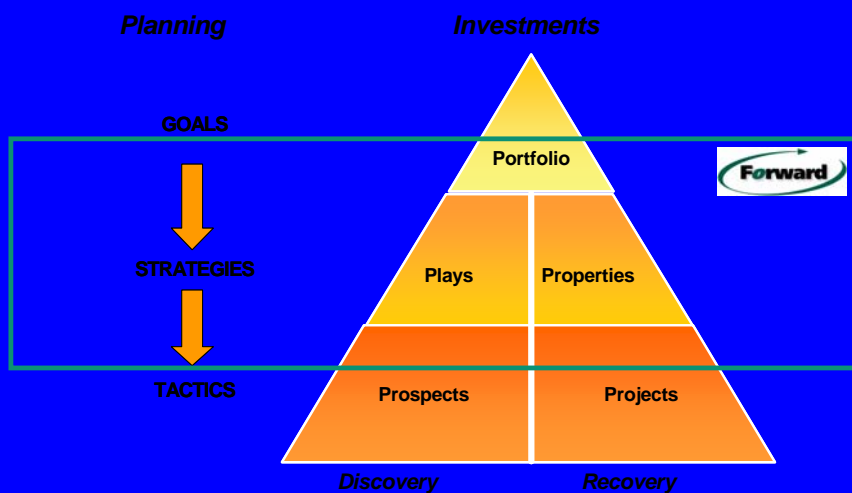 Planning
Investments
GOALS
Portfolio
Forward
STRATEGIES
Plays
Properties
TACTICS
Prospects
Projects
Discovery
Recovery